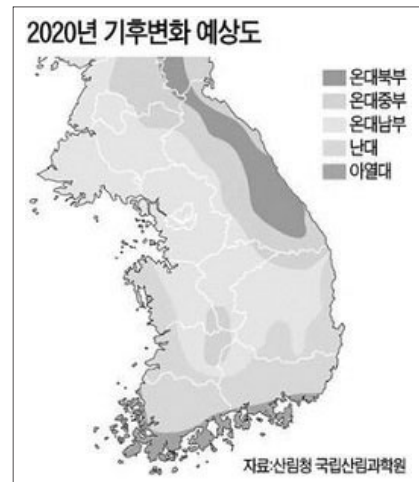 2020년 기후변화 예상도
온대북부
온대중부
온대남부
난대
아열대
자료:산림청 국립산림과학원